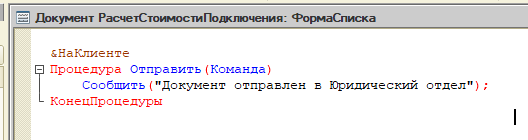 Документ РасчетСтоимостиПодключения: ФормаСписка
&НаКлиенте
Процедура Отправить(Команда)
Сообщить("Документ отправлен в Юридический отдел");
КонецПроцедуры